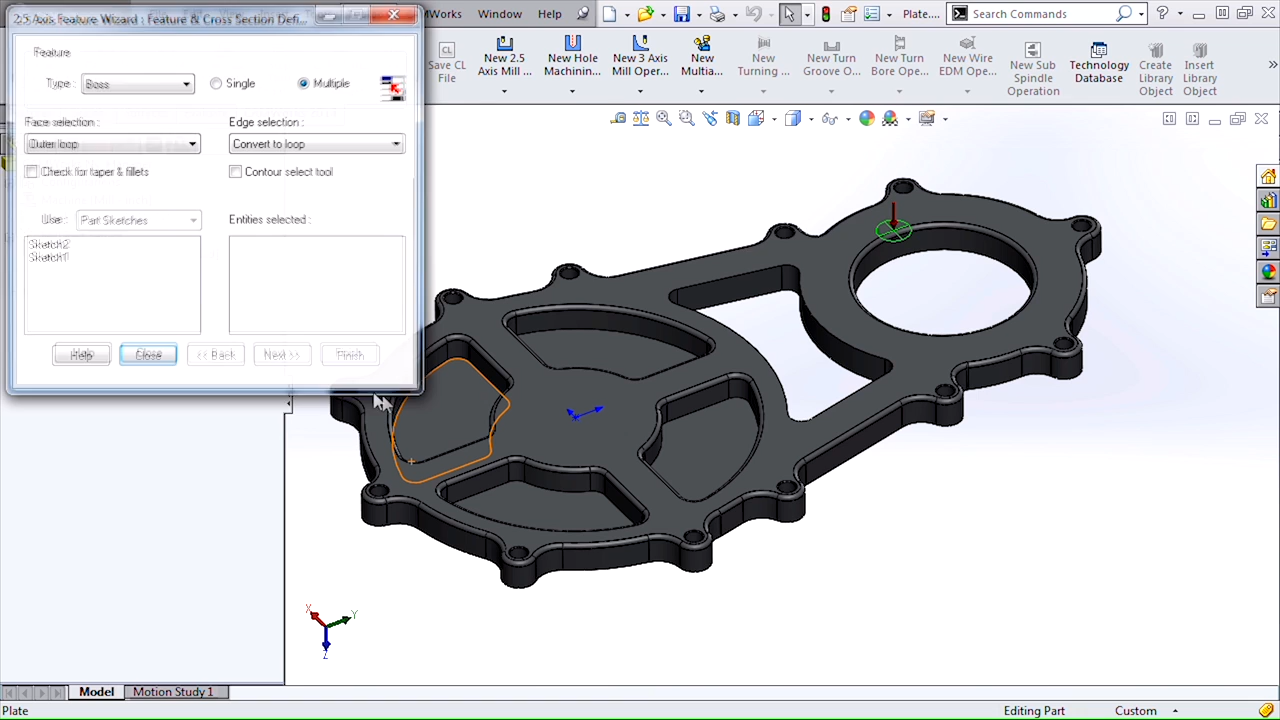 2.5 Axis Feature Wizard : Feature & Cross Section Defi...
MWorks
Window
Help
Plate....
Search Commands
Feature
Type :
Boss
Single
Multiple
Face selection :
Outer loop
Edge selection :
Convert to loop
Check for taper & fillets
Contour select tool
Use :
Part Sketches
Entities selected :
Sketch2
Sketch1
Help
Close
<< Back
Next >>
Finish
Save CL
File
New 2.5
Axis Mill ...
New Hole
Machinin...
New 3 Axis
Mill Oper...
New
Multia...
New
Turning ...
New Turn
Groove O...
New Turn
Bore Ope...
New Wire
EDM Ope...
New Sub
Spindle
Operation
Technology
Database
Create
Library
Object
Insert
Library
Object
X
Y
Z
Model
Motion Study 1
Plate
Editing Part
Custom